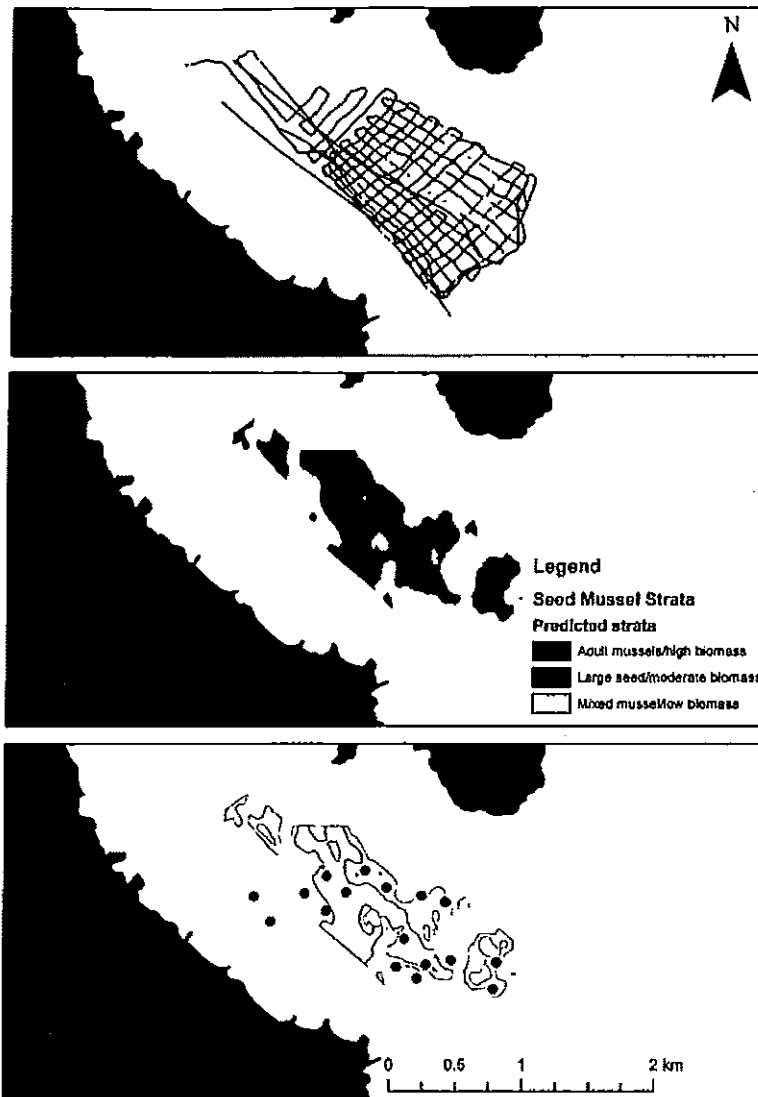 N
Legend
Seed Mussel Strata
Predicted strata
Adult mussels/high biomass
Large seed/moderate biomass
Mixed mussel/low biomass
0 0.5 1 2 km